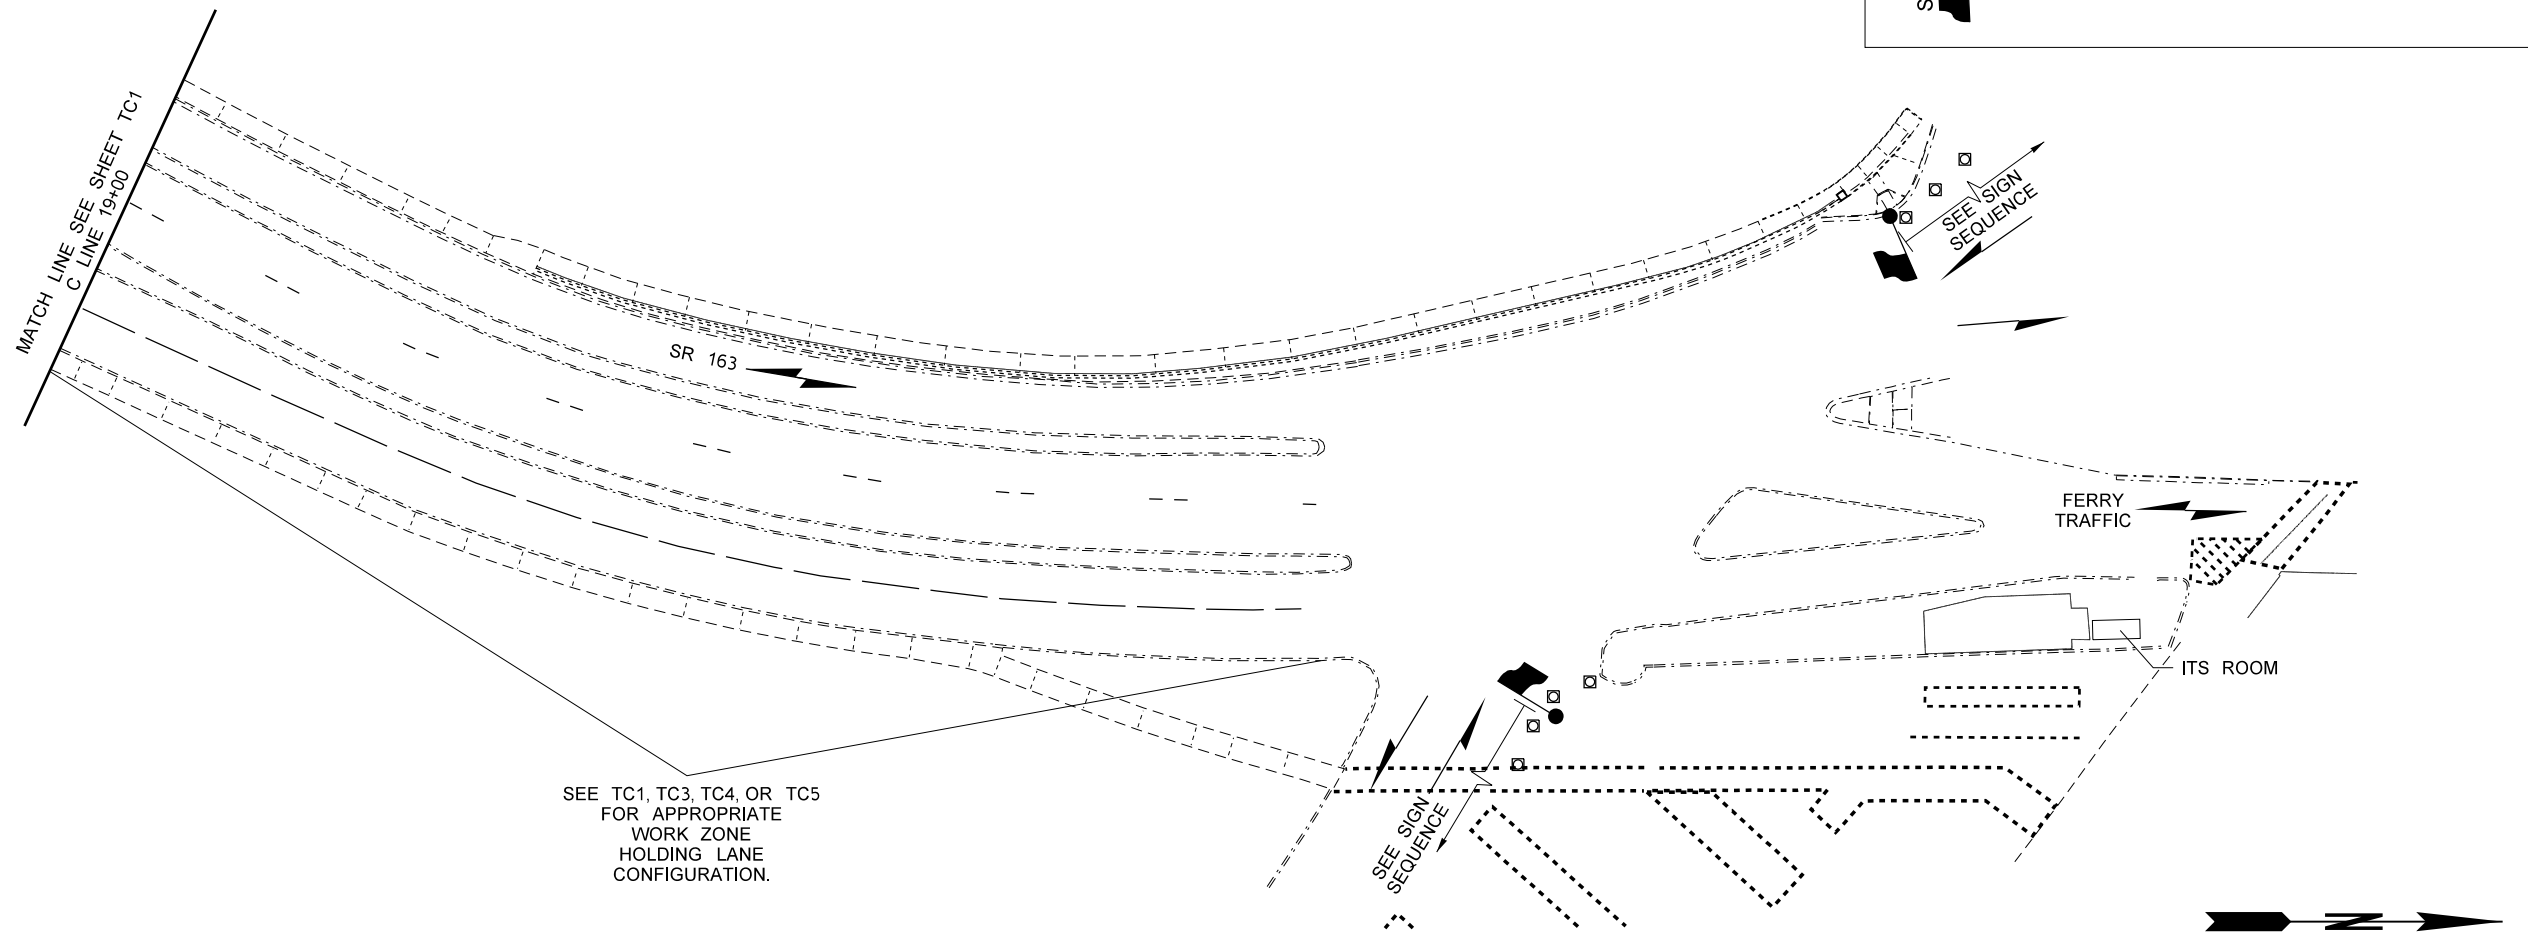 S
MATCH LINE SEE SHEET TC1
C LINE 19+00
SEE SIGN
SEQUENCE
SR 163
FERRY
TRAFFIC
ITS ROOM
SEE TC1, TC3, TC4, OR TC5
FOR APPROPRIATE
WORK ZONE
HOLDING LANE
CONFIGURATION.
SEE SIGN
SEQUENCE
N